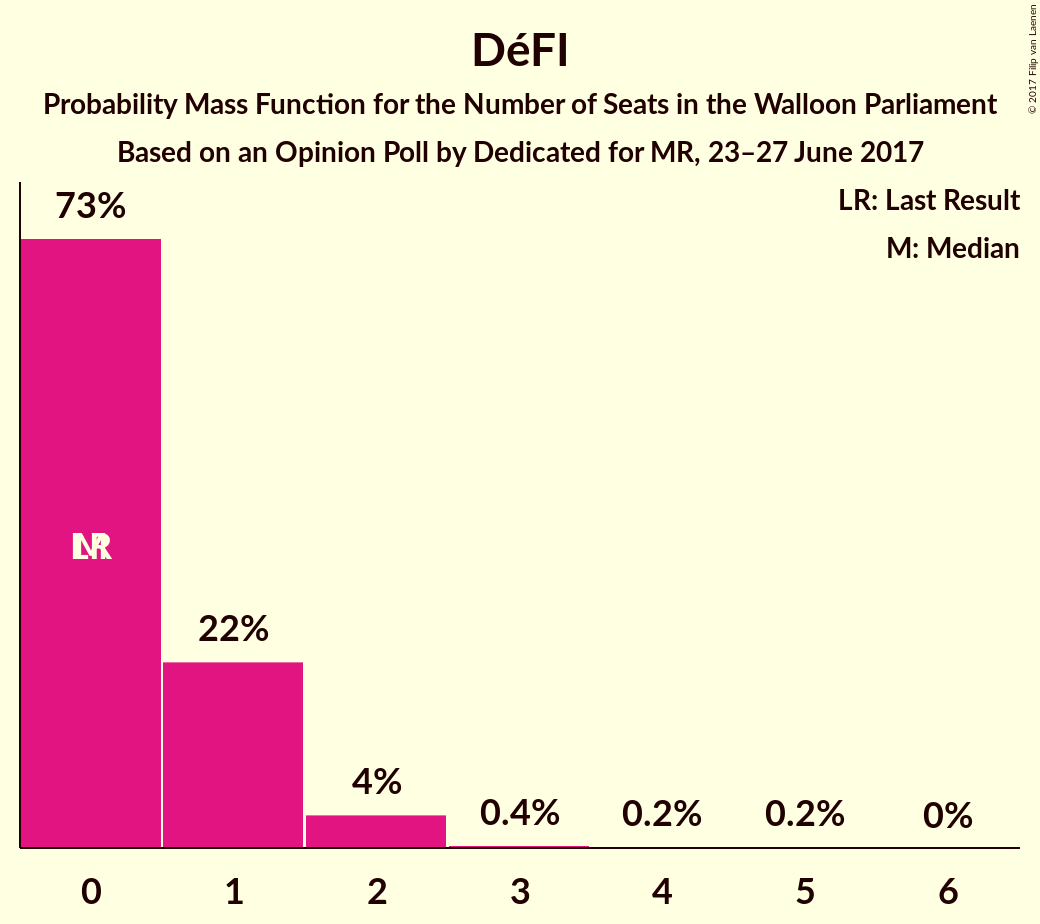 DéFI
Probability Mass Function for the Number of Seats in the Walloon Parliament
Based on an Opinion Poll by Dedicated for MR, 23–27 June 2017
© 2017 Filip van Laenen
LR: Last Result
M: Median
73%
LR
M
22%
4%
0.4%
0.2%
0.2%
0%
0 1 2 3 4 5 6